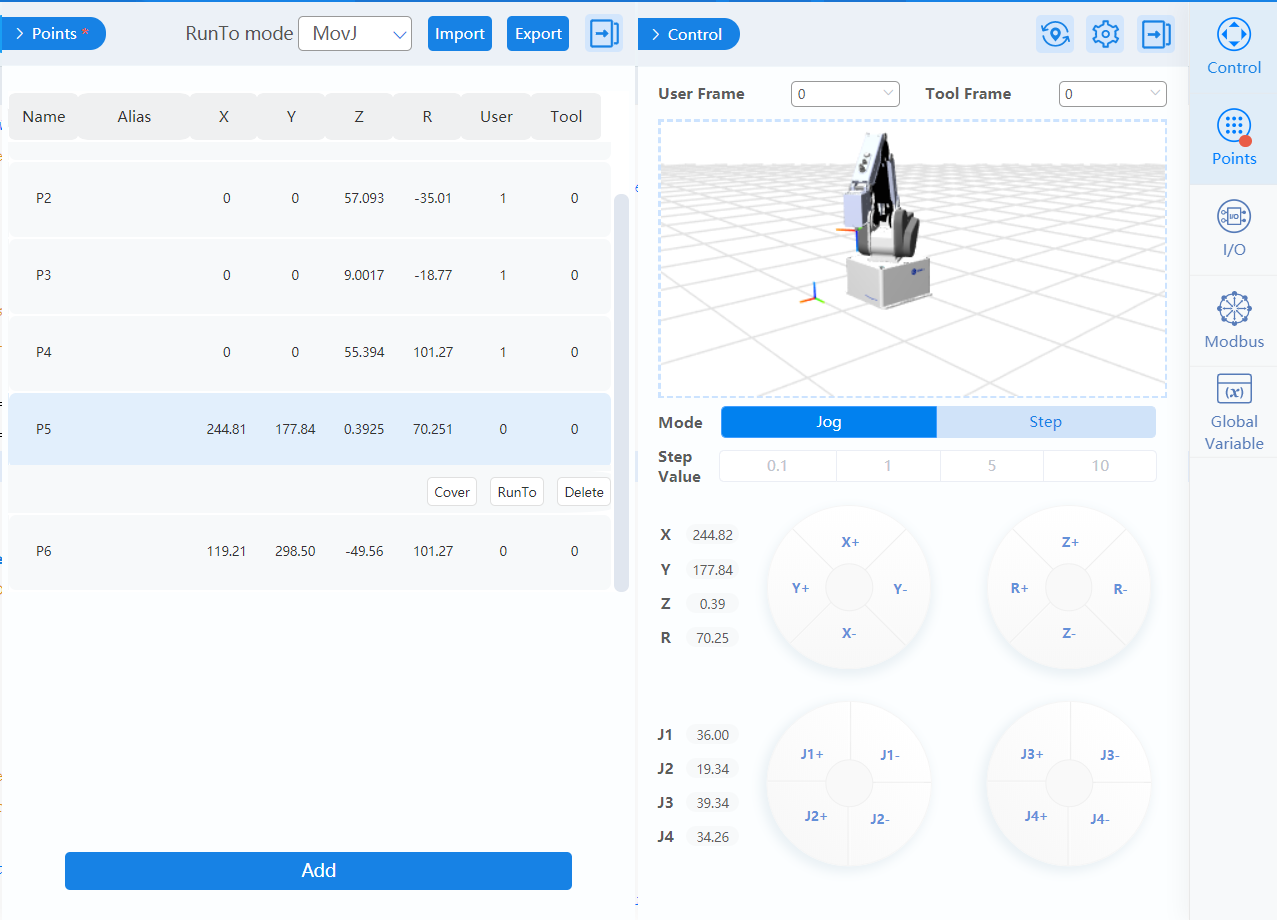 Points *
RunTo mode MovJ Import Export
Name Alias X Y Z R User Tool
P2 0 0 57.093 -35.01 1 0
P3 0 0 9.0017 -18.77 1 0
P4 0 0 55.394 101.27 1 0
P5 244.81 177.84 0.3925 70.251 0 0
Cover RunTo Delete
P6 119.21 298.50 -49.56 101.27 0 0
Add
Control
User Frame 0 Tool Frame 0
Mode Jog Step
Step
Value
0.1 1 5 10
X 244.82
Y 177.84
Z 0.39
R 70.25
X+
Y+ Y-
X-
Z+
R+ R-
Z-
J1 36.00
J2 19.34
J3 39.34
J4 34.26
J1+ J1-
J2+ J2-
J3+ J3-
J4+ J4-
Control
Points
I/O
I/O
Modbus
(x)
Global
Variable